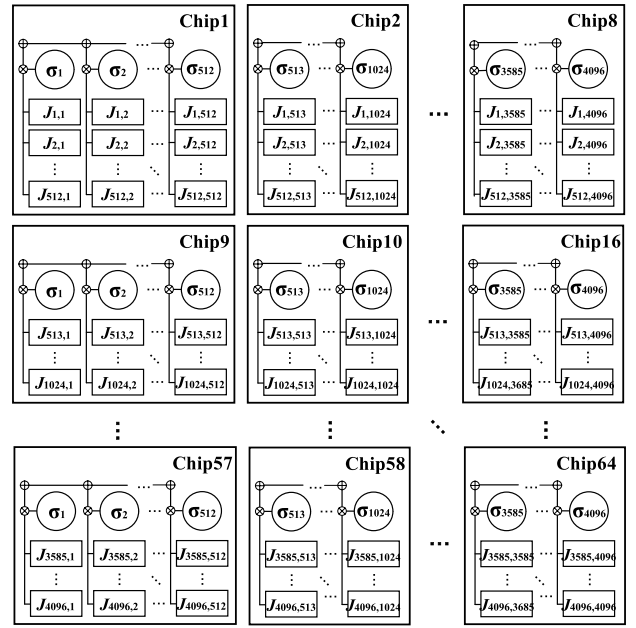 Chip1 Chip2 Chip8
σ1 σ2 ... σ512 σ513 ... σ1024 σ3585 ... σ4096
J1,1 J1,2 ... J1,512 J1,513 ... J1,1024 ... J1,3585 ... J1,4096
J2,1 J2,2 ... J2,512 J2,513 ... J2,1024 J2,3585 ... J2,4096
J512,1 J512,2 ... J512,512 J512,513 ... J512,1024 J512,3585 ... J512,4096
Chip9 Chip10 Chip16
σ1 σ2 ... σ512 σ513 ... σ1024 σ3585 ... σ4096
J513,1 J513,2 ... J513,512 J513,513 ... J513,1024 ... J513,3585 ... J513,4096
J1024,1 J1024,2 ... J1024,512 J1024,513 ... J1024,1024 J1024,3685 ... J1024,4096
Chip57 Chip58 Chip64
σ1 σ2 ... σ512 σ513 ... σ1024 σ3585 ... σ4096
J3585,1 J3585,2 ... J3585,512 J3585,513 ... J3585,1024 ... J3585,3585 ... J3585,4096
J4096,1 J4096,2 ... J4096,512 J4096,513 ... J4096,1024 J4096,3685 ... J4096,4096